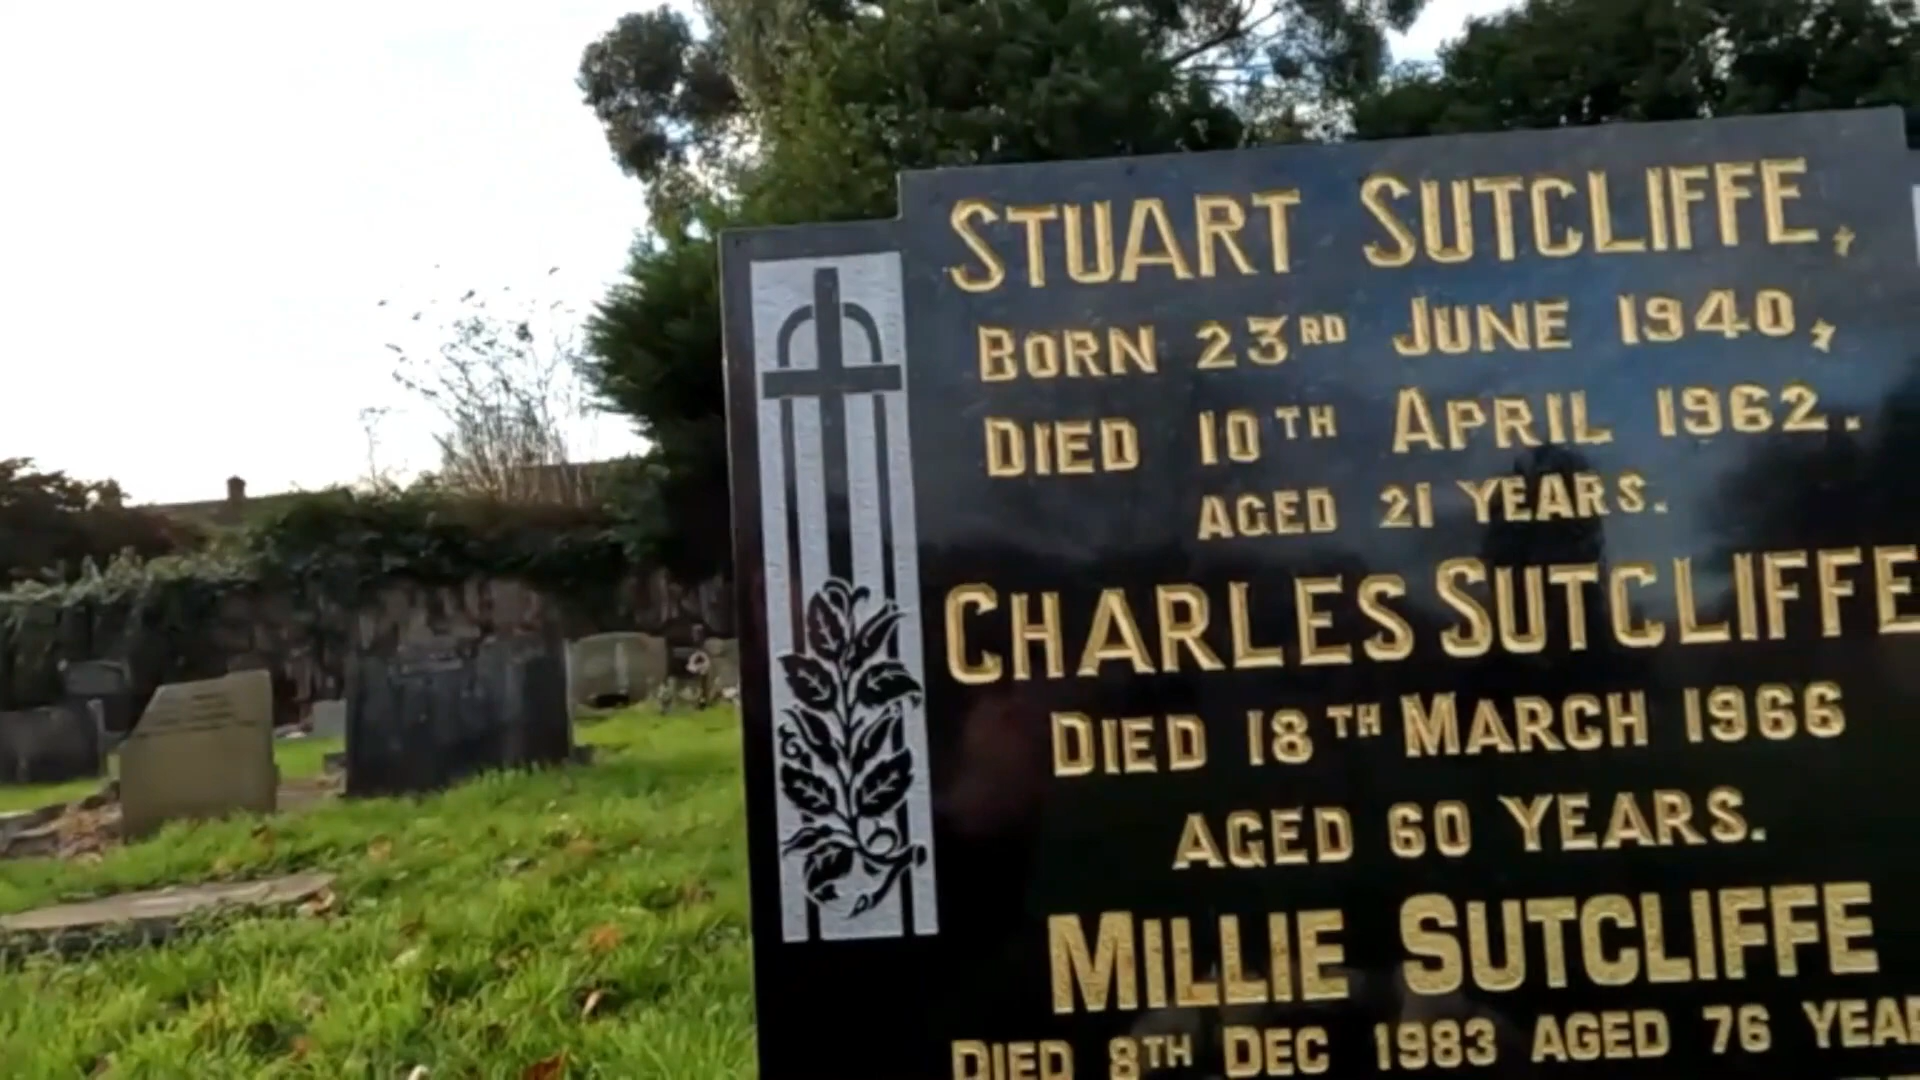 STUART SUTCLIFFE,
BORN 23RD JUNE 1940,
DIED 10TH APRIL 1962.
AGED 21 YEARS.
CHARLES SUTCLIFFE
DIED 18TH MARCH 1966
AGED 60 YEARS.
MILLIE SUTCLIFFE
DIED 8TH DEC 1983 AGED 76 YEAR